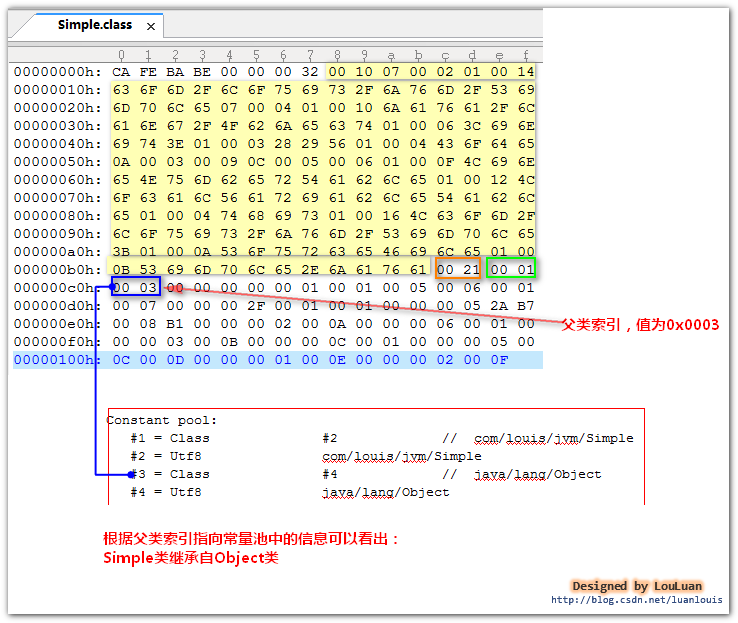 Simple.class ×
0 1 2 3 4 5 6 7 8 9 a b c d e f
00000000h: CA FE BA BE 00 00 00 32 00 10 07 00 02 01 00 14
00000010h: 63 6F 6D 2F 6C 6F 75 69 73 2F 6A 76 6D 2F 53 69
00000020h: 6D 70 6C 65 07 00 04 01 00 10 6A 61 76 61 2F 6C
00000030h: 61 6E 67 2F 4F 62 6A 65 63 74 01 00 06 3C 69 6E
00000040h: 69 74 3E 01 00 03 28 29 56 01 00 04 43 6F 64 65
00000050h: 0A 00 03 00 09 0C 00 05 00 06 01 00 0F 4C 69 6E
00000060h: 65 4E 75 6D 62 65 72 54 61 62 6C 65 01 00 12 4C
00000070h: 6F 63 61 6C 56 61 72 69 61 62 6C 65 54 61 62 6C
00000080h: 65 01 00 04 74 68 69 73 01 00 16 4C 63 6F 6D 2F
00000090h: 6C 6F 75 69 73 2F 6A 76 6D 2F 53 69 6D 70 6C 65
000000a0h: 3B 01 00 0A 53 6F 75 72 63 65 46 69 6C 65 01 00
000000b0h: 0B 53 69 6D 70 6C 65 2E 6A 61 76 61 00 21 00 01
000000c0h: 00 03 00 00 00 00 00 01 00 01 00 05 00 06 00 01
000000d0h: 00 07 00 00 00 2F 00 01 00 01 00 00 00 05 2A B7
000000e0h: 00 08 B1 00 00 00 02 00 0A 00 00 00 06 00 01 00
000000f0h: 00 00 03 00 0B 00 00 00 0C 00 01 00 00 00 05 00
00000100h: 0C 00 0D 00 00 00 01 00 0E 00 00 00 02 00 0F
父类索引，值为0x0003
Constant pool:
#1 = Class #2 // com/louis/jvm/Simple
#2 = Utf8 com/louis/jvm/Simple
#3 = Class #4 // java/lang/Object
#4 = Utf8 java/lang/Object
根据父类索引指向常量池中的信息可以看出：
Simple类继承自Object类
Designed by LouLuan
http://blog.csdn.net/luanlouis